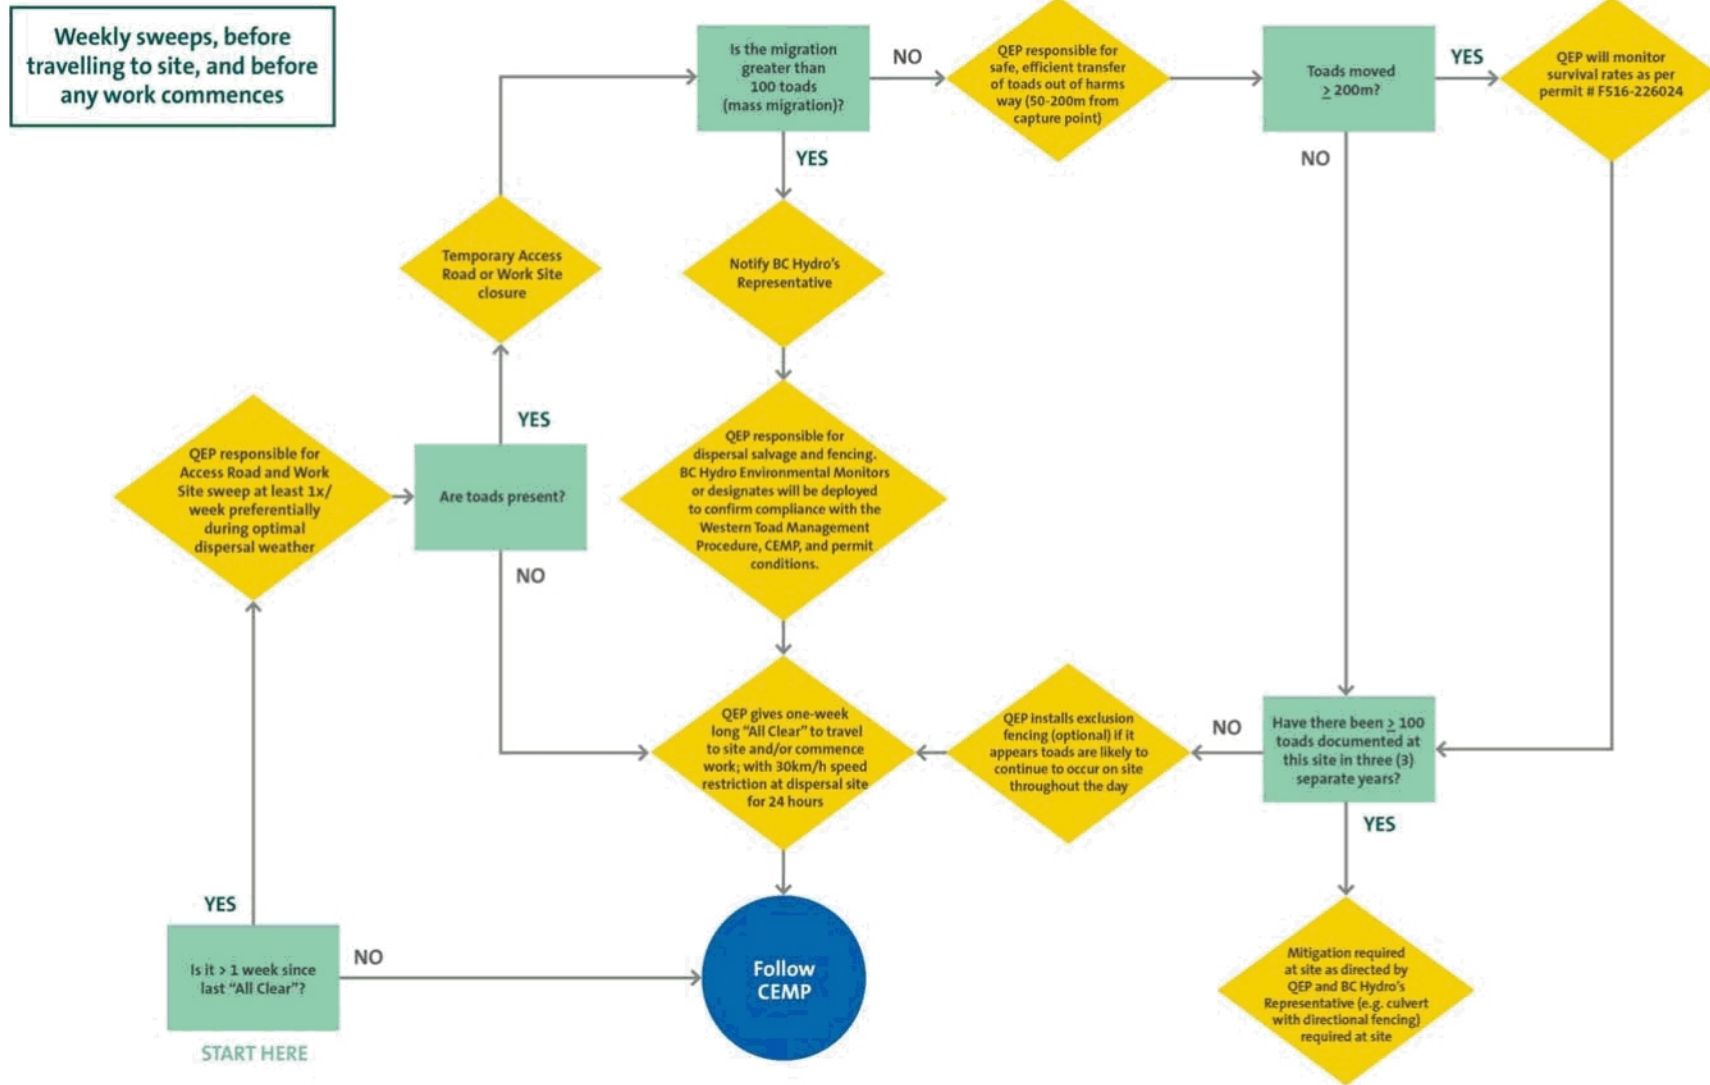 Weekly sweeps, before
travelling to site, and before
any work commences
Is the migration
greater than
100 toads
(mass migration)?
NO
QEP responsible for
safe, efficient transfer
of toads out of harms
way (50-200m from
capture point)
Toads moved
≥ 200m?
YES
QEP will monitor
survival rates as per
permit # FS16-226024
YES
NO
Temporary Access
Road or Work Site
closure
Notify BC Hydro's
Representative
YES
QEP responsible for
Access Road and Work
Site sweep at least 1x/
week preferentially
during optimal
dispersal weather
Are toads present?
NO
QEP responsible for
dispersal salvage and fencing.
BC Hydro Environmental Monitors
or designates will be deployed
to confirm compliance with the
Western Toad Management
Procedure, CEMP, and permit
conditions.
QEP gives one-week
long “All Clear” to travel
to site and/or commence
work; with 30km/h speed
restriction at dispersal site
for 24 hours
QEP installs exclusion
fencing (optional) if it
appears toads are likely to
continue to occur on site
throughout the day
NO
Have there been ≥ 100
toads documented at
this site in three (3)
separate years?
YES
YES
Is it > 1 week since
last “All Clear”?
NO
START HERE
Follow
CEMP
Mitigation required
at site as directed by
QEP and BC Hydro's
Representative (e.g. culvert
with directional fencing)
required at site